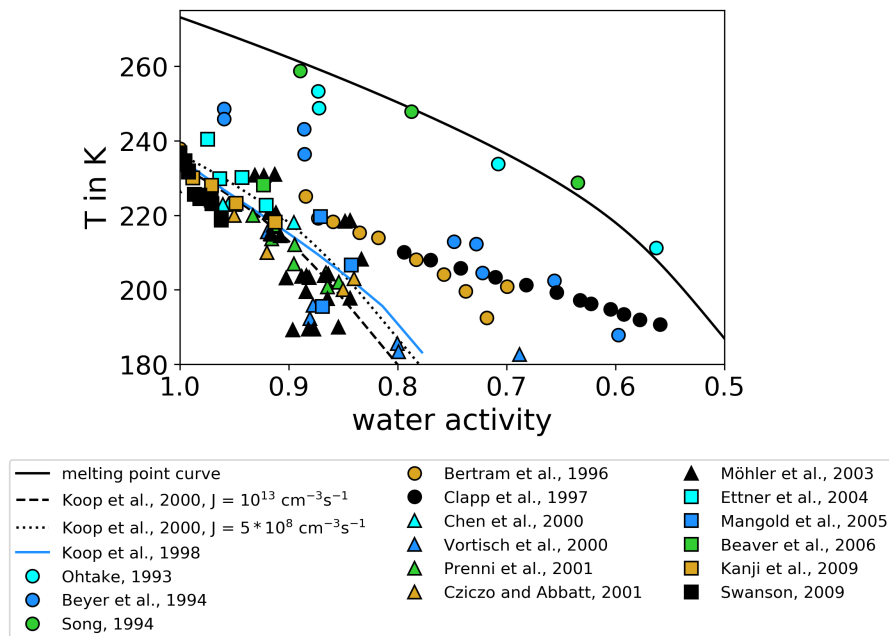 260
240
220
200
180
T in K
1.0 0.9 0.8 0.7 0.6 0.5
water activity
melting point curve
Koop et al., 2000, J = 10¹³ cm⁻³s⁻¹
Koop et al., 2000, J = 5*10⁸ cm⁻³s⁻¹
Koop et al., 1998
Ohtake, 1993
Beyer et al., 1994
Song, 1994
Bertram et al., 1996
Clapp et al., 1997
Chen et al., 2000
Vortisch et al., 2000
Prenni et al., 2001
Cziczo and Abbatt, 2001
Möhler et al., 2003
Ettner et al., 2004
Mangold et al., 2005
Beaver et al., 2006
Kanji et al., 2009
Swanson, 2009